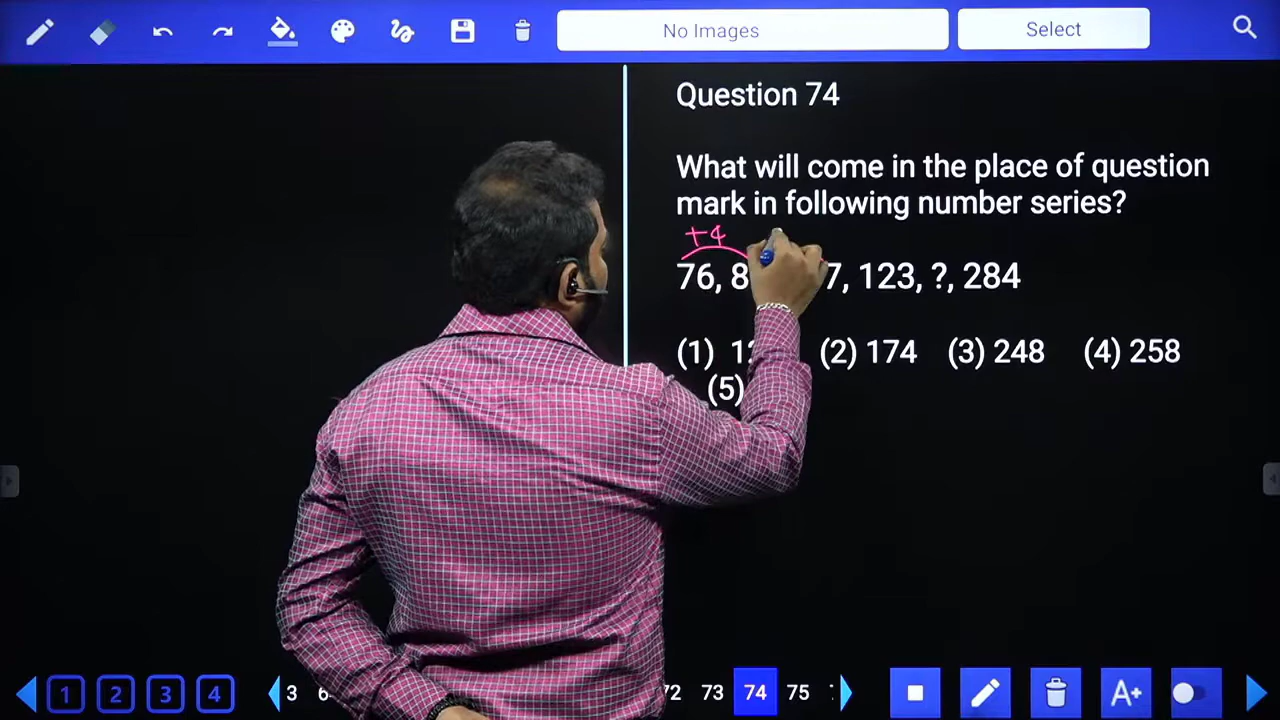 No Images
Select
Question 74
What will come in the place of question
mark in following number series?
+4
76, 8 7, 123, ?, 284
(1) (2) 174 (3) 248 (4) 258
(5)
1 2 3 4 3 6 72 73 74 75 A+